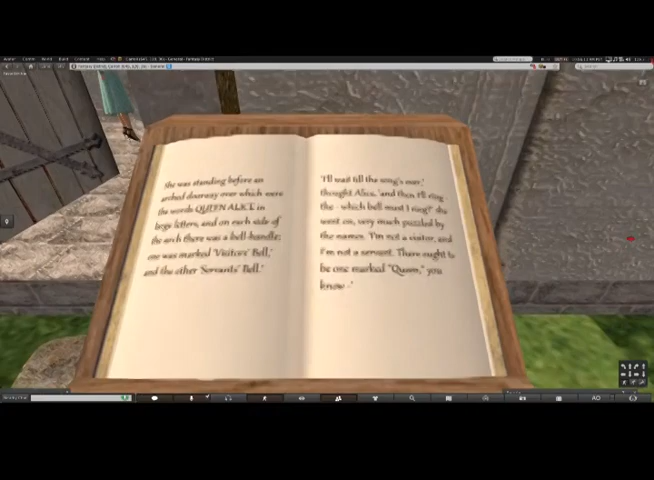 She was standing before an
arched doorway over which were
the words QUEEN ALICE in
large letters, and on each side of
the arch there was a bell-handle;
one was marked 'Visitors' Bell,'
and the other 'Servants' Bell.'
'I'll wait till the song's over,'
thought Alice, 'and then I'll ring
the - which bell must I ring?' she
went on, very much puzzled by
the names. 'I'm not a visitor, and
I'm not a servant. There ought to
be one marked "Queen," you
know -'